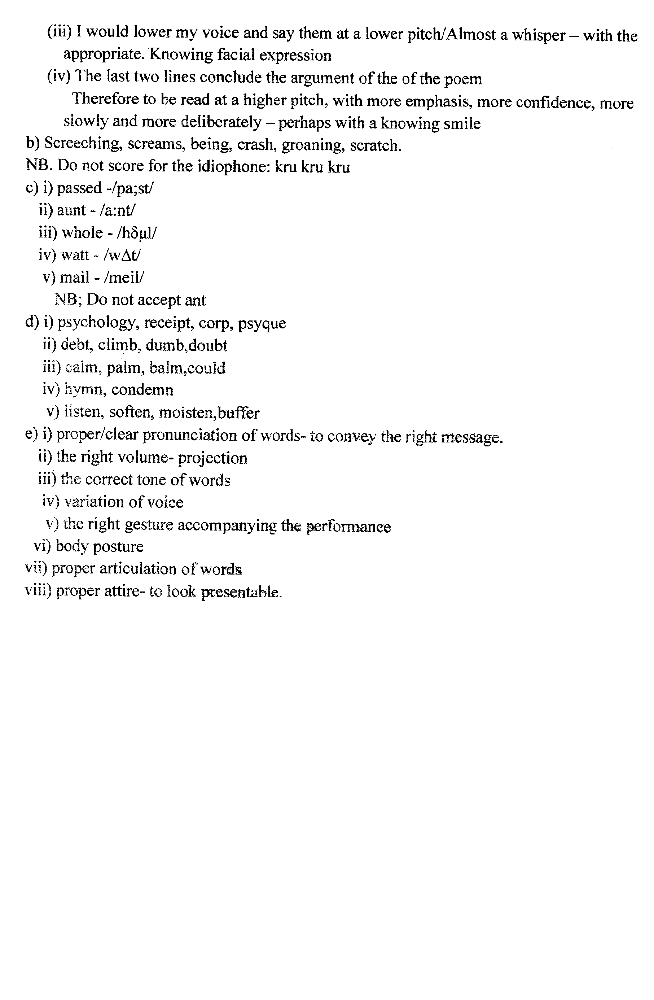 (iii) I would lower my voice and say them at a lower pitch/Almost a whisper – with the
appropriate. Knowing facial expression
(iv) The last two lines conclude the argument of the of the poem
Therefore to be read at a higher pitch, with more emphasis, more confidence, more
slowly and more deliberately – perhaps with a knowing smile
b) Screeching, screams, being, crash, groaning, scratch.
NB. Do not score for the idiophone: kru kru kru
c) i) passed -/pa;st/
ii) aunt - /a:nt/
iii) whole - /hδμl/
iv) watt - /wΔt/
v) mail - /meil/
NB; Do not accept ant
d) i) psychology, receipt, corp, psyque
ii) debt, climb, dumb,doubt
iii) calm, palm, balm,could
iv) hymn, condemn
v) listen, soften, moisten,buffer
e) i) proper/clear pronunciation of words- to convey the right message.
ii) the right volume- projection
iii) the correct tone of words
iv) variation of voice
v) the right gesture accompanying the performance
vi) body posture
vii) proper articulation of words
viii) proper attire- to look presentable.